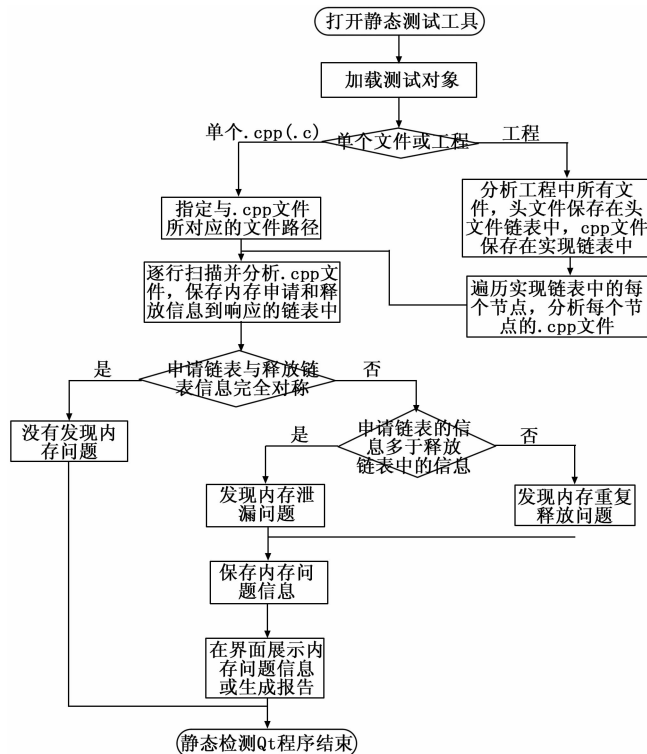 打开静态测试工具
加载测试对象
单个.cpp(.c)
单个文件或工程
工程
指定与.cpp文件
所对应的文件路径
分析工程中所有文
件，头文件保存在头
文件链表中，cpp文件
保存在实现链表中
逐行扫描并分析.cpp文
件，保存内存申请和释
放信息到响应的链表中
遍历实现链表中的每
个节点，分析每个节
点的.cpp文件
是
申请链表与释放链
表信息完全对称
否
没有发现内
存问题
是
申请链表的信
息多于释放
链表中的信息
否
发现内存泄
漏问题
发现内存重复
释放问题
保存内存问
题信息
在界面展示内
存问题信息
或生成报告
静态检测Qt程序结束